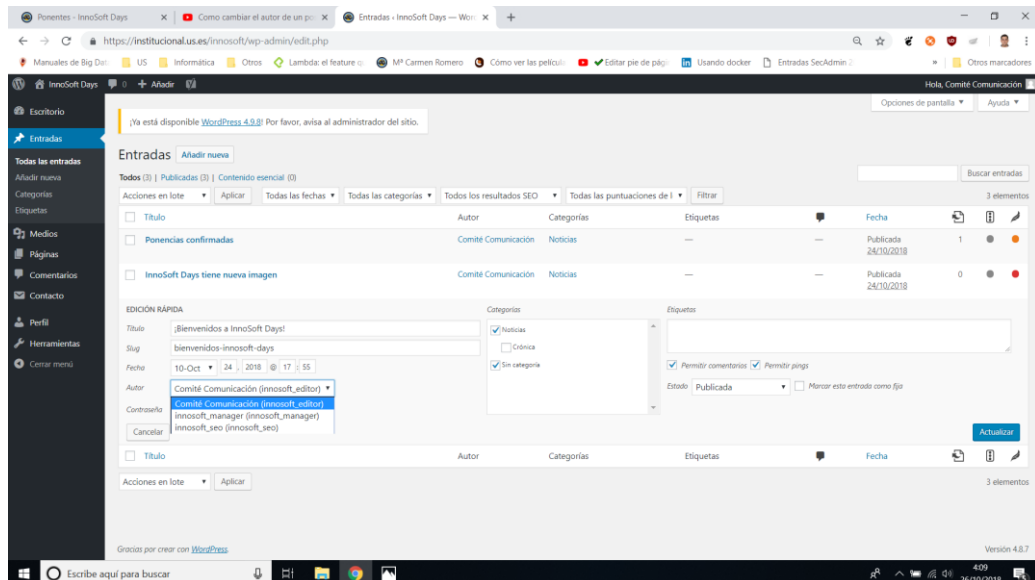 Ponentes - InnoSoft Days
Como cambiar el autor de un po
Entradas ‹ InnoSoft Days — Wor
https://institucional.us.es/innosoft/wp-admin/edit.php
Manuales de Big Dat US Informática Otros Lambda: el feature q Mª Carmen Romero Cómo ver las películ Editar pie de pági Usando docker Entradas SecAdmin 2 » Otros marcadores
InnoSoft Days 0 + Añadir Hola, Comité Comunicación
Opciones de pantalla ▼ Ayuda ▼
Escritorio
Entradas
Todas las entradas
Añadir nueva
Categorías
Etiquetas
Medios
Páginas
Comentarios
Contacto
Perfil
Herramientas
Cerrar menú
¡Ya está disponible WordPress 4.9.8! Por favor, avisa al administrador del sitio.
Entradas Añadir nueva
Todos (3) | Publicadas (3) | Contenido esencial (0)
Buscar entradas
Acciones en lote Aplicar Todas las fechas Todas las categorías Todos los resultados SEO Todas las puntuaciones de l Filtrar 3 elementos
Título Autor Categorías Etiquetas Fecha
Ponencias confirmadas Comité Comunicación Noticias — — Publicada 1
24/10/2018
InnoSoft Days tiene nueva imagen Comité Comunicación Noticias — — Publicada 0
24/10/2018
EDICIÓN RÁPIDA
Título ¡Bienvenidos a InnoSoft Days!
Slug bienvenidos-innosoft-days
Fecha 10-Oct 24 , 2018 @ 17 : 55
Autor Comité Comunicación (innosoft_editor)
Comité Comunicación (innosoft_editor)
innosoft_manager (innosoft_manager)
innosoft_seo (innosoft_seo)
Contraseña
Cancelar
Categorías
Noticias
Crónica
Sin categoría
Etiquetas
Permitir comentarios Permitir pings
Estado Publicada Marcar esta entrada como fija
Actualizar
Título Autor Categorías Etiquetas Fecha
Acciones en lote Aplicar 3 elementos
Gracias por crear con WordPress. Versión 4.8.7
Escribe aquí para buscar
4:09
26/10/2018